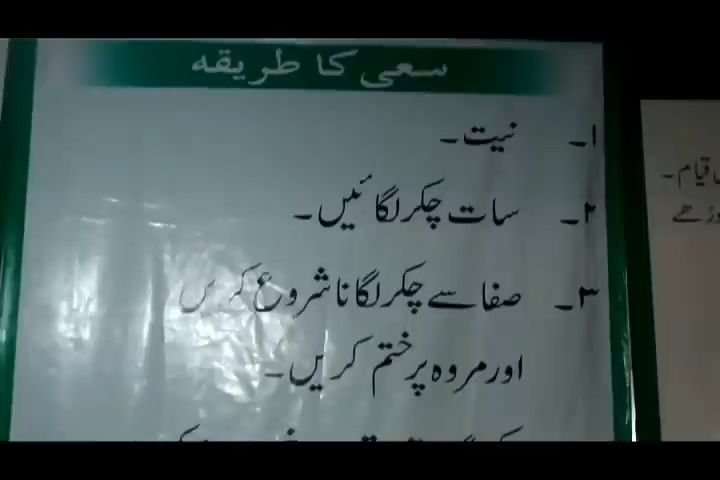 سعی کا طریقہ
۱۔ نیت۔
۲۔ سات چکر لگائیں۔
۳۔ صفا سے چکر لگانا شروع کریں
اور مروہ پر ختم کریں۔
قیام۔